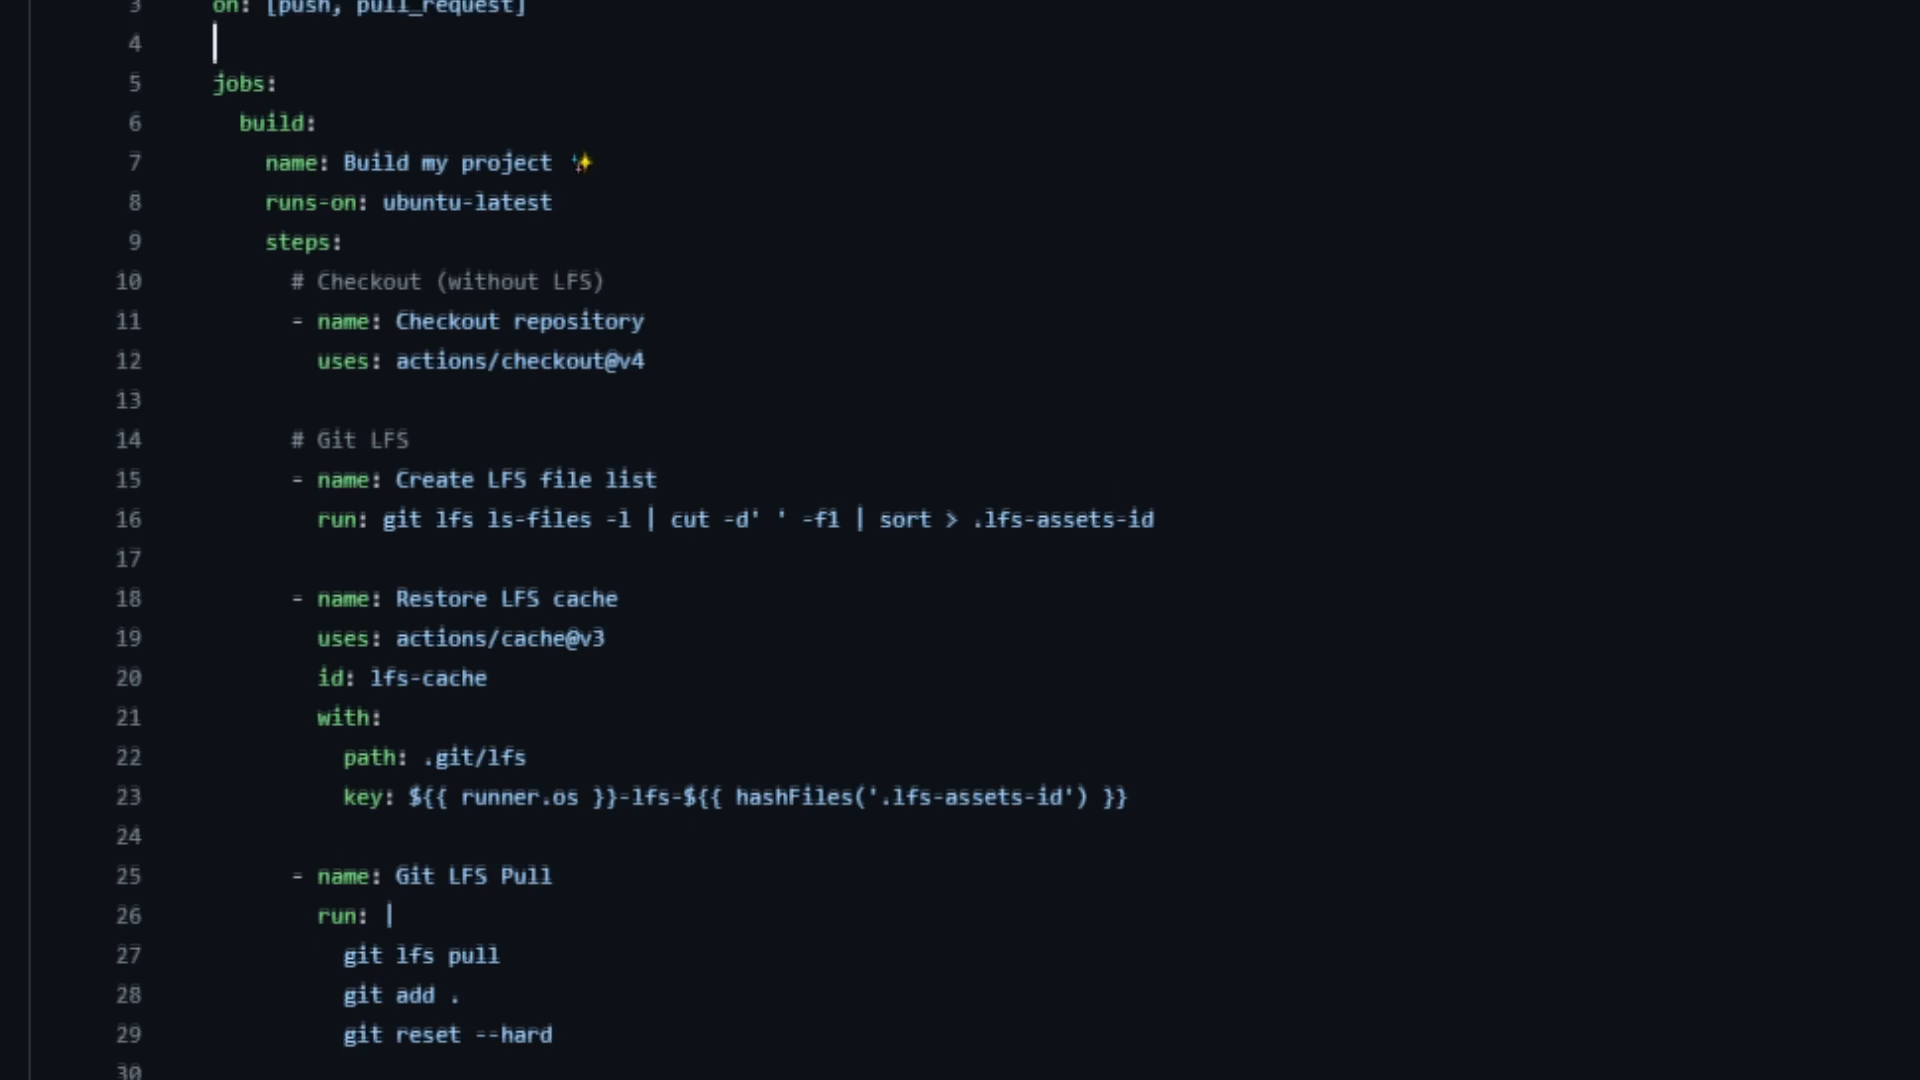 3 on: [push, pull_request]
4
5 jobs:
6   build:
7     name: Build my project ✨
8     runs-on: ubuntu-latest
9     steps:
10       # Checkout (without LFS)
11       - name: Checkout repository
12         uses: actions/checkout@v4
13
14       # Git LFS
15       - name: Create LFS file list
16         run: git lfs ls-files -l | cut -d' ' -f1 | sort > .lfs-assets-id
17
18       - name: Restore LFS cache
19         uses: actions/cache@v3
20         id: lfs-cache
21         with:
22           path: .git/lfs
23           key: ${{ runner.os }}-lfs-${{ hashFiles('.lfs-assets-id') }}
24
25       - name: Git LFS Pull
26         run: |
27           git lfs pull
28           git add .
29           git reset --hard
30